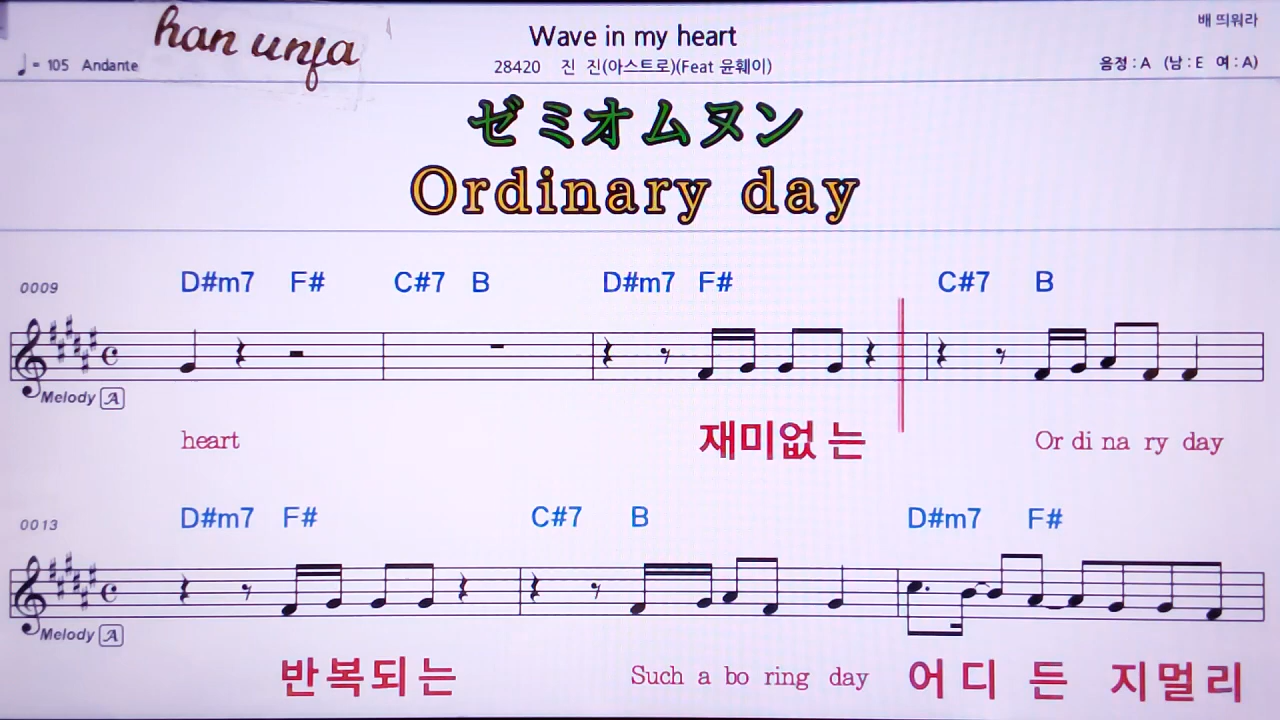 han unja
배 띄워라
Wave in my heart
♩= 105 Andante
28420 진 진(아스트로)(Feat 윤훼이)
음정 : A (남 : E 여 : A)
ゼミオムヌン
Ordinary day
0009 D#m7 F# C#7 B D#m7 F# C#7 B
Melody A
heart 재미없 는 Or di na ry day
0013 D#m7 F# C#7 B D#m7 F#
Melody A
반복되는 Such a bo ring day 어 디 든 지멀리